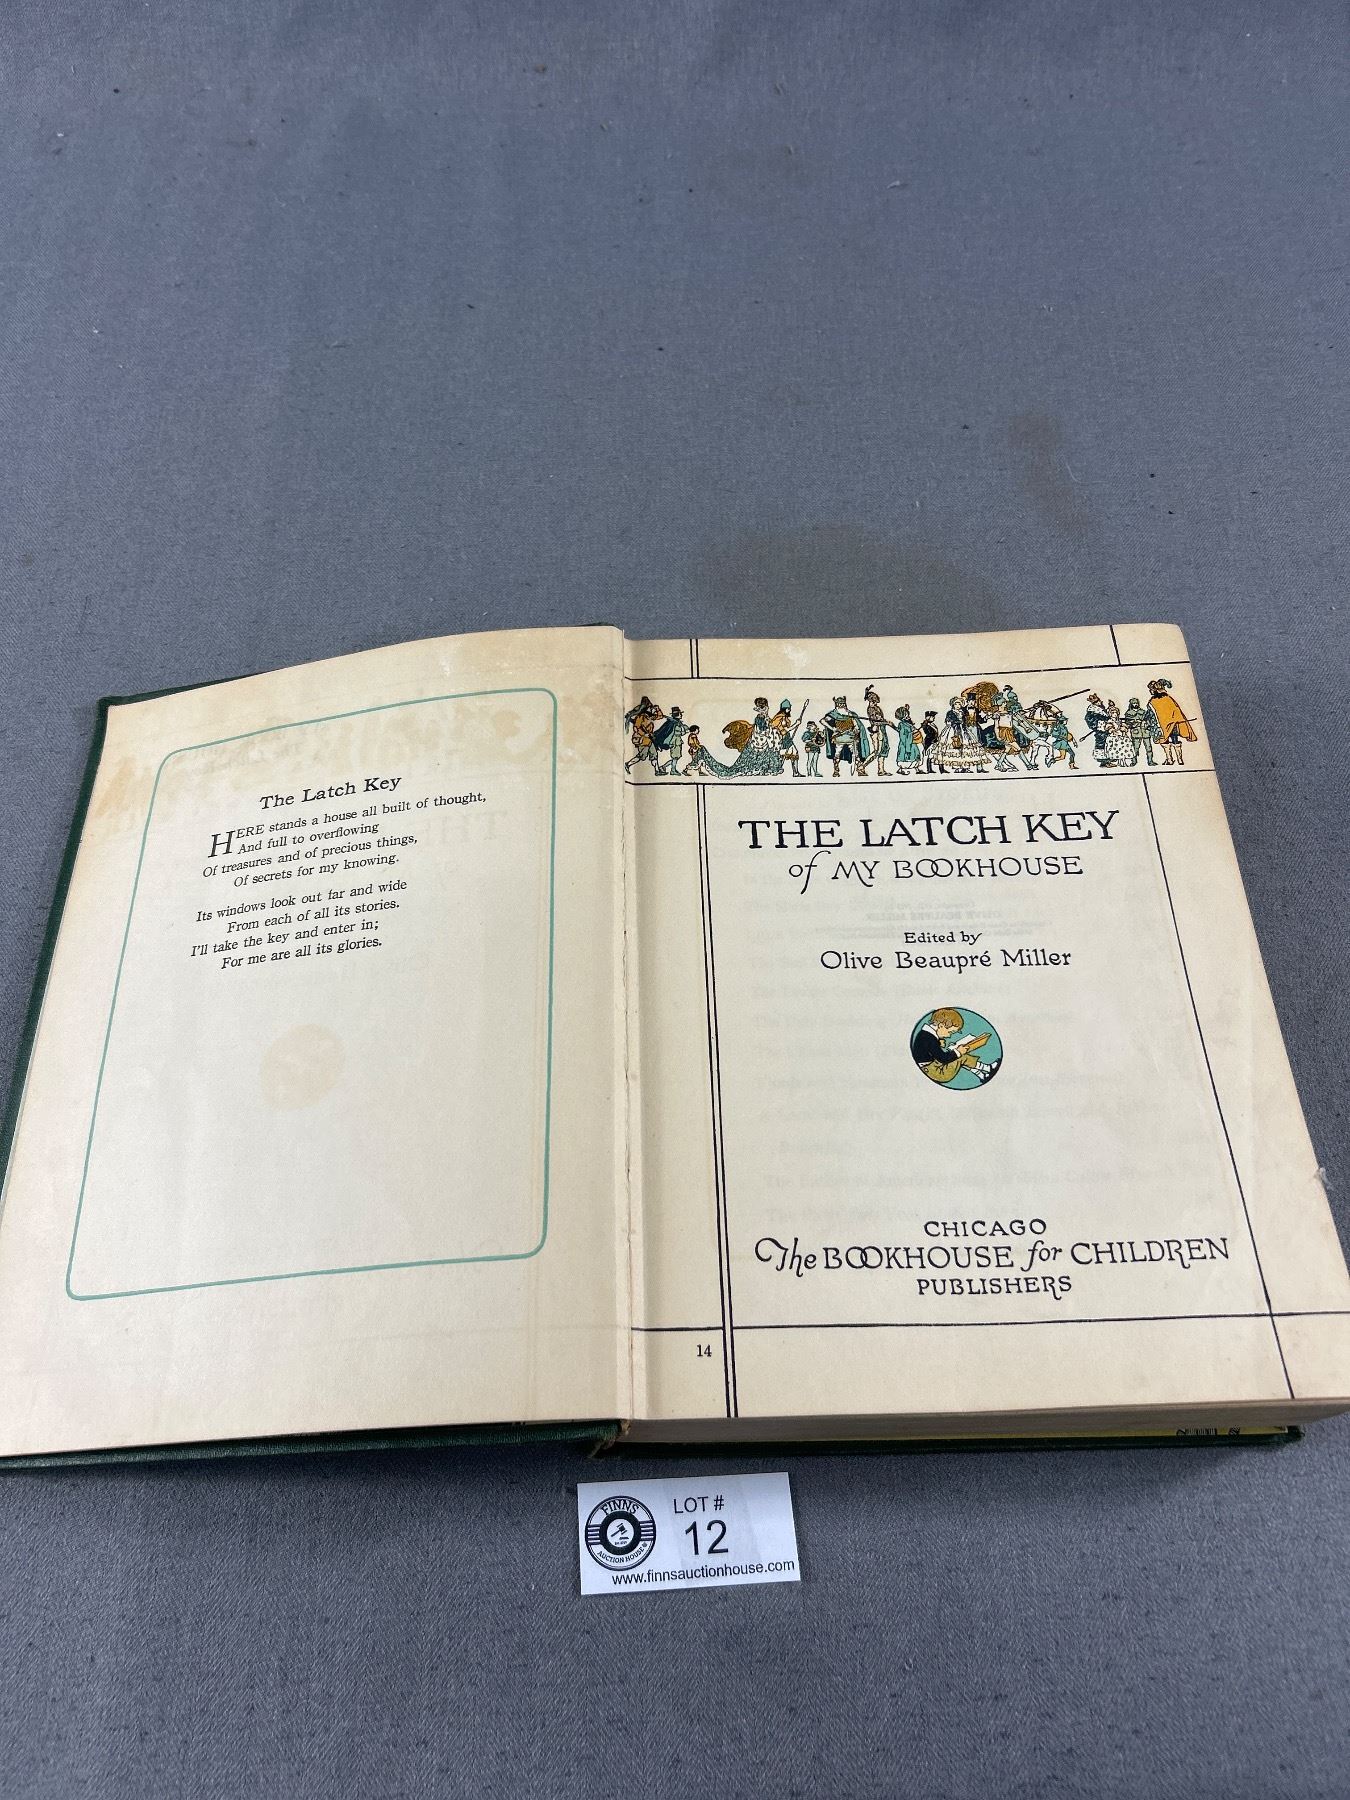 The Latch Key
HERE stands a house all built of thought,
And full to overflowing
Of treasures and of precious things,
Of secrets for my knowing.
Its windows look out far and wide
From each of all its stories.
I'll take the key and enter in;
For me are all its glories.
THE LATCH KEY
of MY BOOKHOUSE
Edited by
Olive Beaupré Miller
CHICAGO
The BOOKHOUSE for CHILDREN
PUBLISHERS
14
FINNS
AUCTION HOUSE
LOT #
12
www.finnsauctionhouse.com